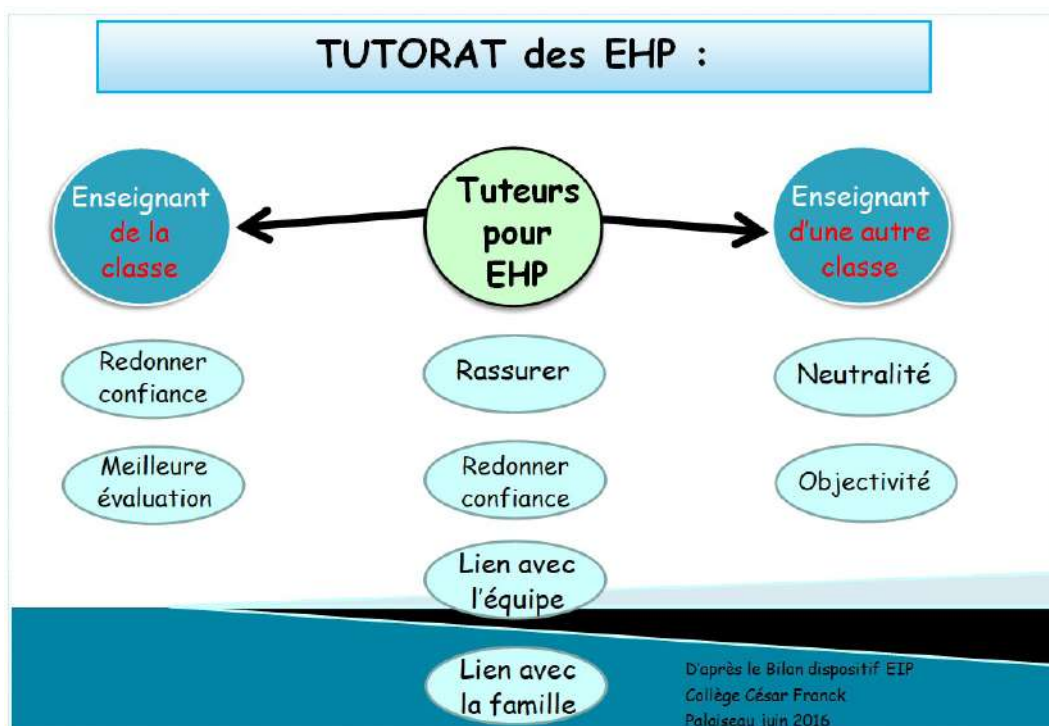 TUTORAT des EHP :
Enseignant
de la
classe
Tuteurs
pour
EHP
Enseignant
d'une autre
classe
Redonner
confiance
Rassurer
Neutralité
Meilleure
évaluation
Redonner
confiance
Objectivité
Lien avec
l'équipe
Lien avec
la famille
D'après le Bilan dispositif EIP
Collège César Franck
Palaiseau juin 2016